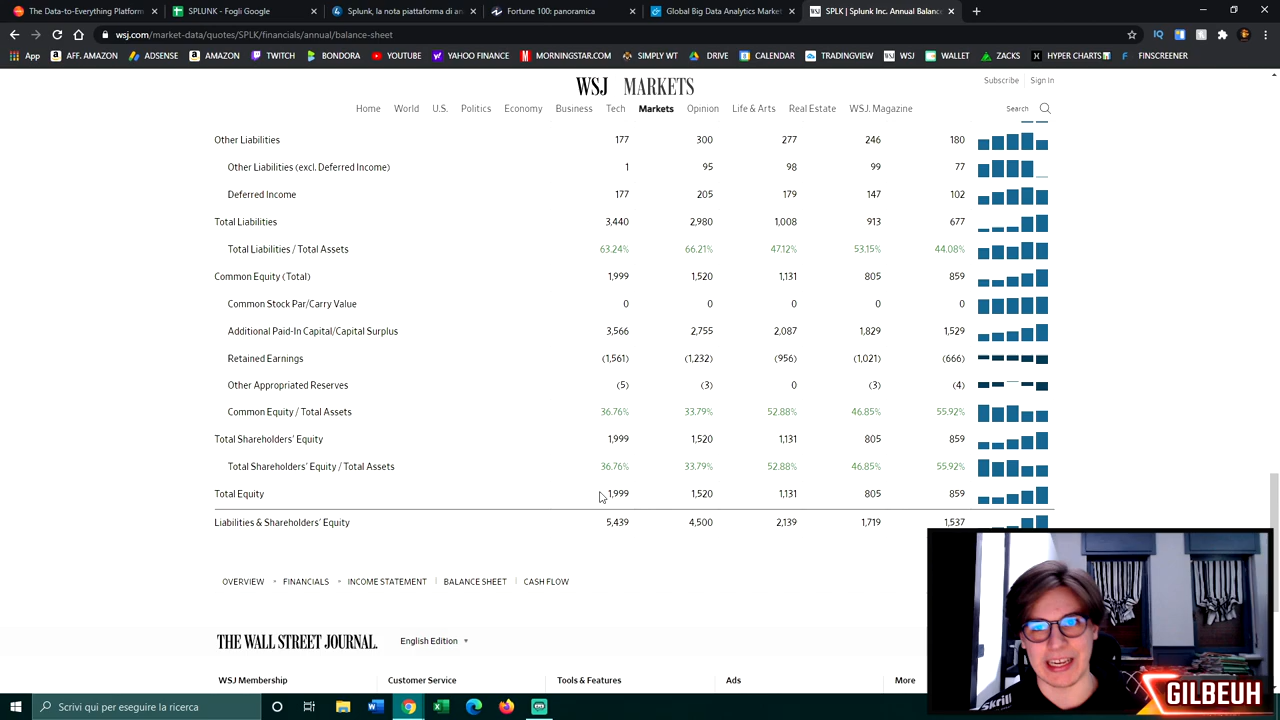 The Data-to-Everything Platfor
SPLUNK - Fogli Google
Splunk, la nota piattaforma di an
Fortune 100: panoramica
Global Big Data Analytics Market
SPLK | Splunk Inc. Annual Balanc
wsj.com/market-data/quotes/SPLK/financials/annual/balance-sheet
App AFF. AMAZON ADSENSE AMAZON TWITCH BONDORA YOUTUBE YAHOO FINANCE MORNINGSTAR.COM SIMPLY WT DRIVE CALENDAR TRADINGVIEW WSJ WALLET ZACKS HYPER CHARTS FINSCREENER
WSJ MARKETS
Subscribe Sign In
Home World U.S. Politics Economy Business Tech Markets Opinion Life & Arts Real Estate WSJ. Magazine Search
Other Liabilities 177 300 277 246 180
Other Liabilities (excl. Deferred Income) 1 95 98 99 77
Deferred Income 177 205 179 147 102
Total Liabilities 3,440 2,980 1,008 913 677
Total Liabilities / Total Assets 63.24% 66.21% 47.12% 53.15% 44.08%
Common Equity (Total) 1,999 1,520 1,131 805 859
Common Stock Par/Carry Value 0 0 0 0 0
Additional Paid-In Capital/Capital Surplus 3,566 2,755 2,087 1,829 1,529
Retained Earnings (1,561) (1,232) (956) (1,021) (666)
Other Appropriated Reserves (5) (3) 0 (3) (4)
Common Equity / Total Assets 36.76% 33.79% 52.88% 46.85% 55.92%
Total Shareholders' Equity 1,999 1,520 1,131 805 859
Total Shareholders' Equity / Total Assets 36.76% 33.79% 52.88% 46.85% 55.92%
Total Equity 1,999 1,520 1,131 805 859
Liabilities & Shareholders' Equity 5,439 4,500 2,139 1,719 1,537
OVERVIEW FINANCIALS INCOME STATEMENT BALANCE SHEET CASH FLOW
THE WALL STREET JOURNAL. English Edition
WSJ Membership Customer Service Tools & Features Ads More
GILBEUH
Scrivi qui per eseguire la ricerca